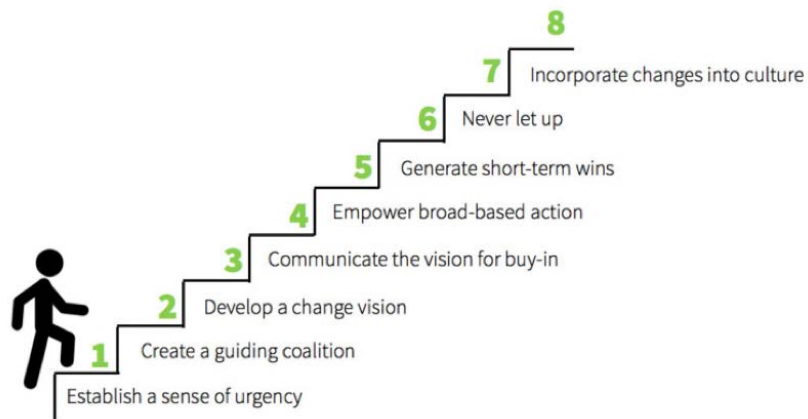 8
Incorporate changes into culture
7
Never let up
6
Generate short-term wins
5
Empower broad-based action
4
Communicate the vision for buy-in
3
Develop a change vision
2
Create a guiding coalition
1
Establish a sense of urgency